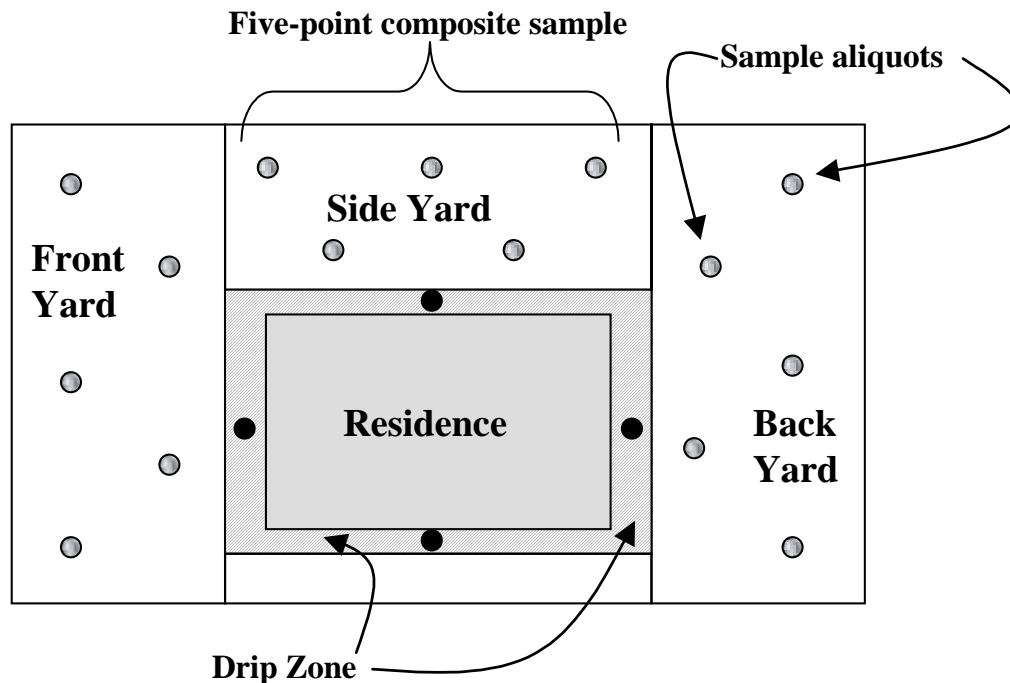 Five-point composite sample
Sample aliquots
Side Yard
Front
Yard
Residence
Back
Yard
Drip Zone